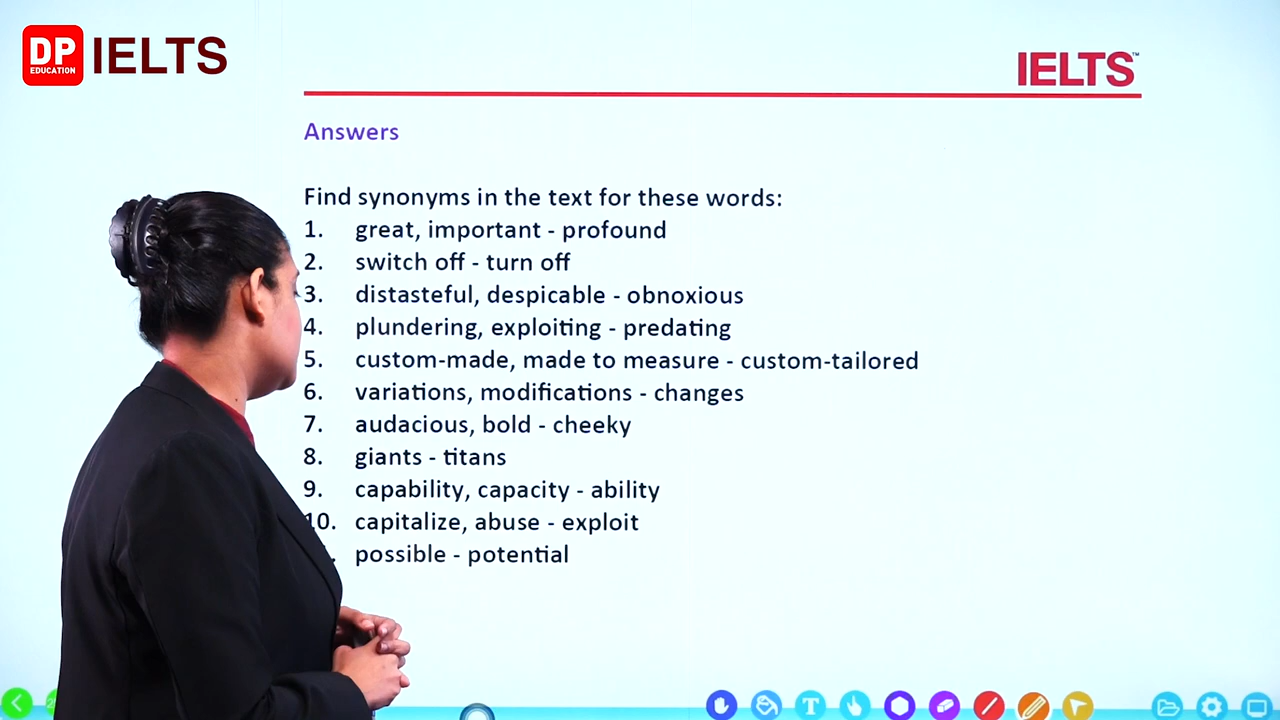 DP
EDUCATION
IELTS
IELTS™
Answers
Find synonyms in the text for these words:
1. great, important - profound
2. switch off - turn off
3. distasteful, despicable - obnoxious
4. plundering, exploiting - predating
5. custom-made, made to measure - custom-tailored
6. variations, modifications - changes
7. audacious, bold - cheeky
8. giants - titans
9. capability, capacity - ability
10. capitalize, abuse - exploit
possible - potential
T